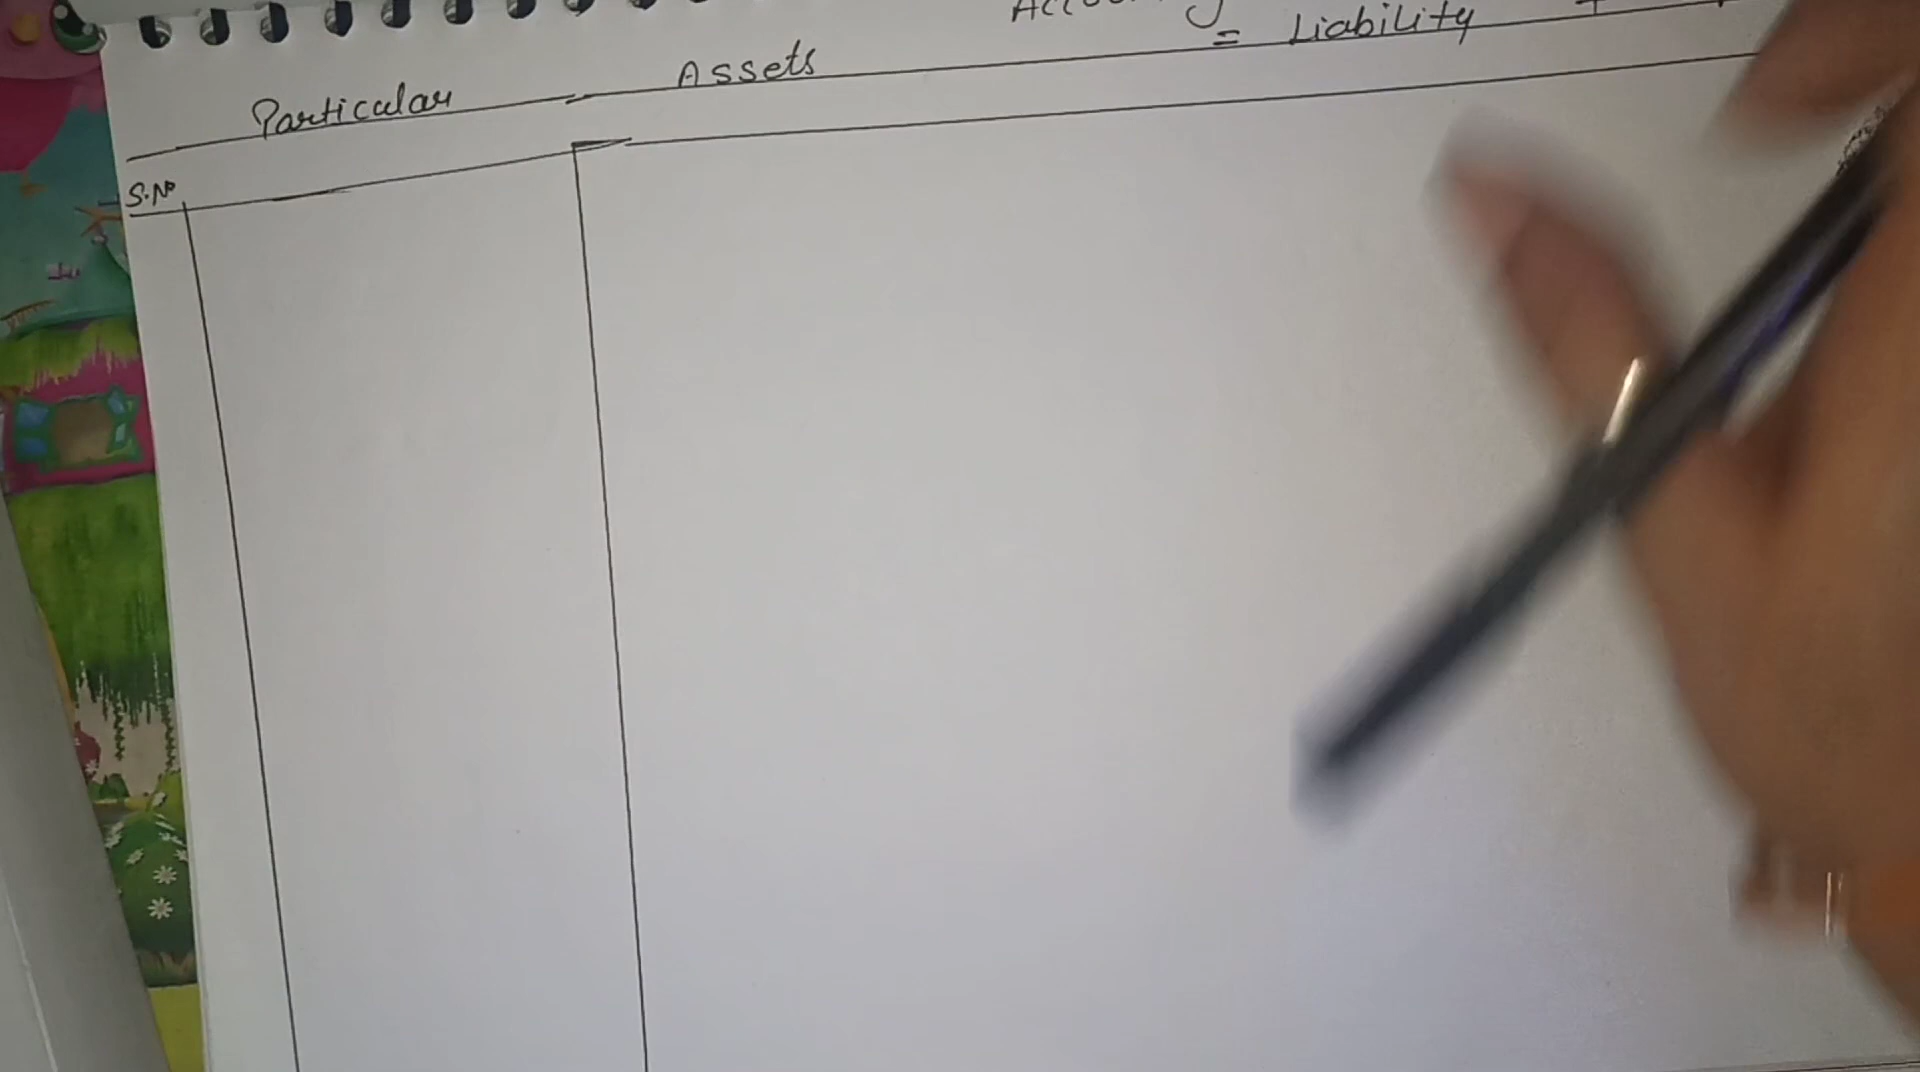 Particular Assets = Liability +
S.No